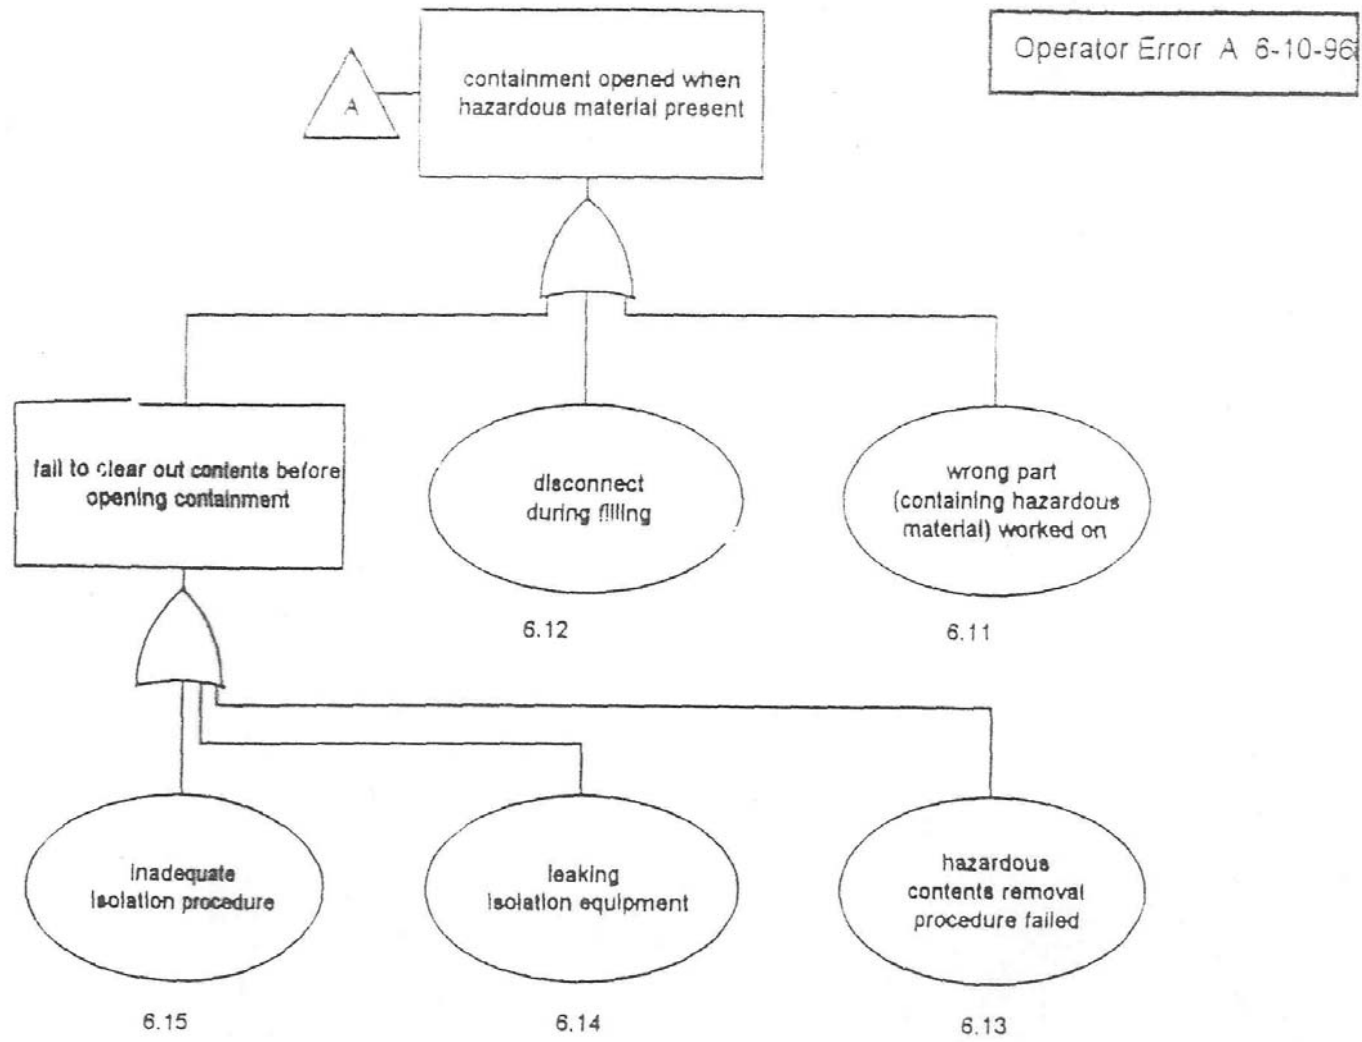 Operator Error A 6-10-96
A
containment opened when
hazardous material present
fail to clear out contents before
opening containment
disconnect
during filling
wrong part
(containing hazardous
material) worked on
6.12
6.11
inadequate
isolation procedure
leaking
isolation equipment
hazardous
contents removal
procedure failed
6.15
6.14
6.13